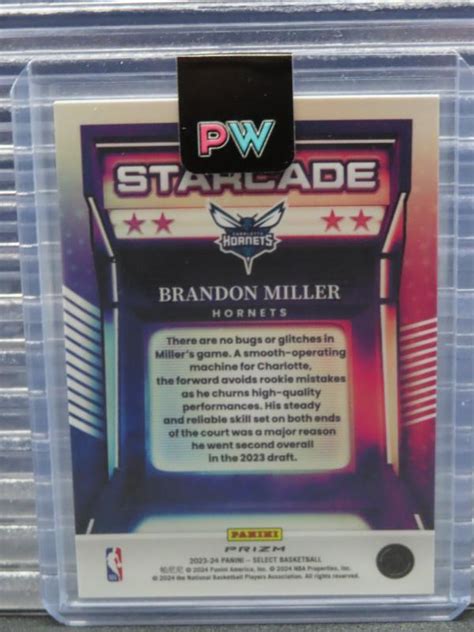 PW
STARCADE
CHARLOTTE
HORNETS
BRANDON MILLER
HORNETS
There are no bugs or glitches in
Miller's game. A smooth-operating
machine for Charlotte,
the forward avoids rookie mistakes
as he churns high-quality
performances. His steady
and reliable skill set on both ends
of the court was a major reason
he went second overall
in the 2023 draft.
PANINI
PRIZM
2023-24 PANINI – SELECT BASKETBALL
帕尼尼 © 2024 Panini America, Inc. © 2024 NBA Properties, Inc.
© 2024 the National Basketball Players Association. All rights reserved.